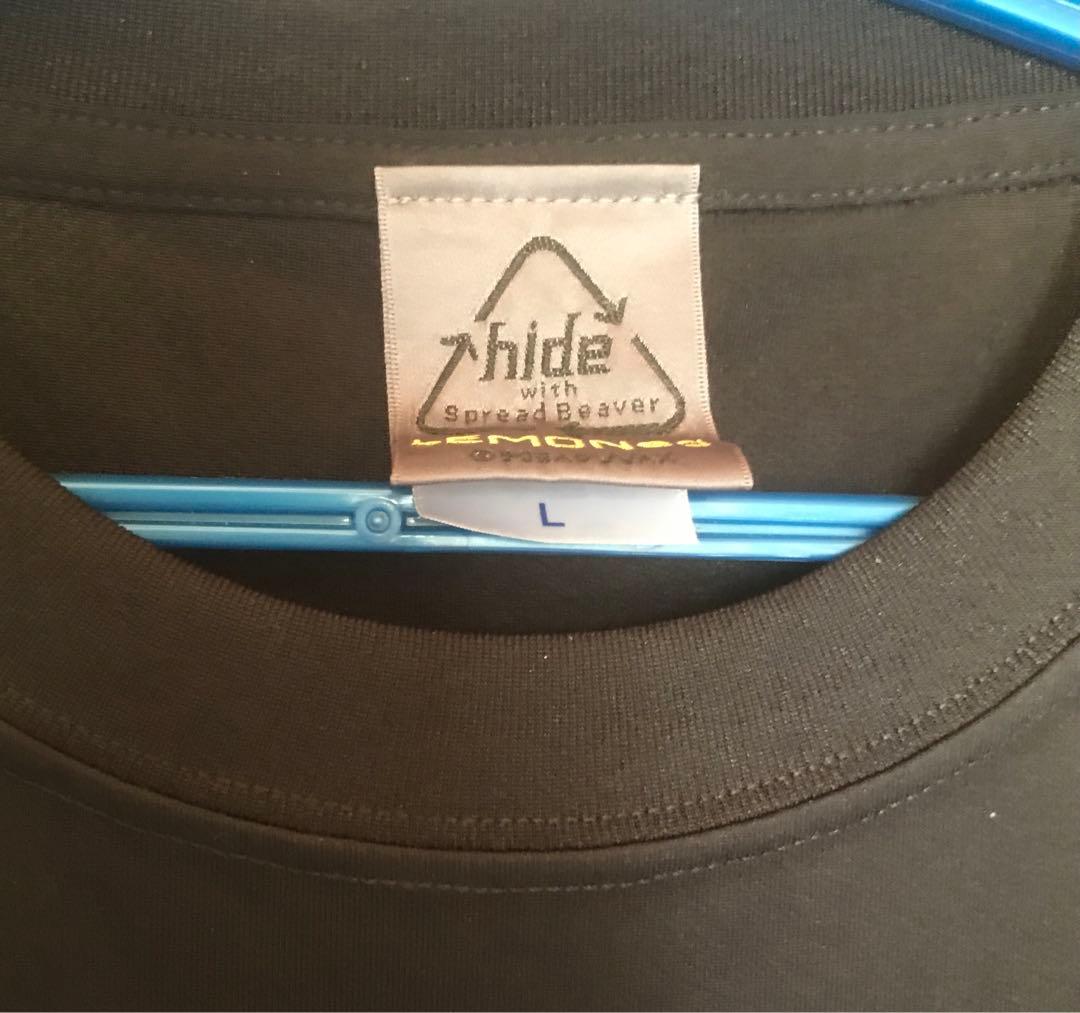 hide
with
Spread Beaver
LEMONed
L